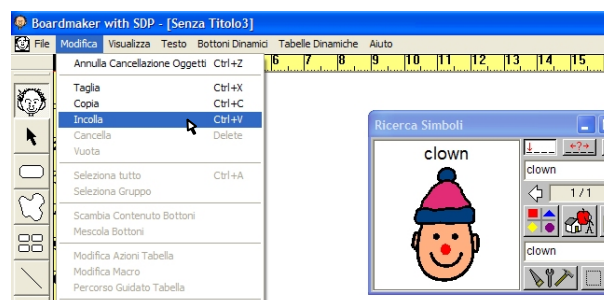 Boardmaker with SDP - [Senza Titolo3]
File Modifica Visualizza Testo Bottoni Dinamici Tabelle Dinamiche Aiuto
Annulla Cancellazione Oggetti Ctrl+Z
6 7 8 9 10 11 12 13 14 15
Taglia Ctrl+X
Copia Ctrl+C
Incolla Ctrl+V
Cancella Delete
Vuota
Seleziona tutto Ctrl+A
Seleziona Gruppo
Scambia Contenuto Bottoni
Mescola Bottoni
Modifica Azioni Tabella
Modifica Macro
Percorso Guidato Tabella
Ricerca Simboli
clown
clown
1/1
clown